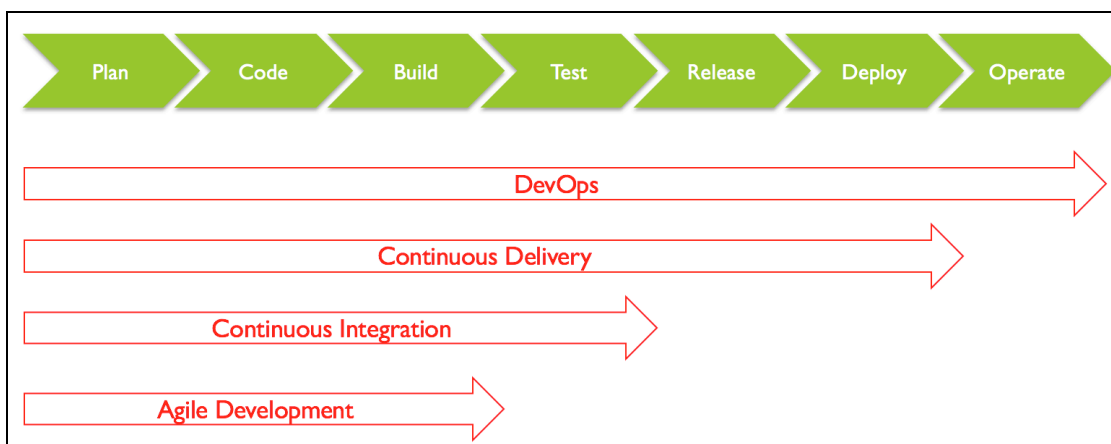 Plan Code Build Test Release Deploy Operate
DevOps
Continuous Delivery
Continuous Integration
Agile Development